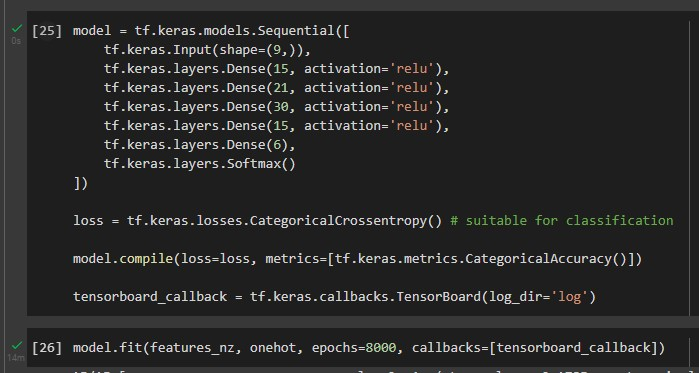 [25] model = tf.keras.models.Sequential([
tf.keras.Input(shape=(9,)),
tf.keras.layers.Dense(15, activation='relu'),
tf.keras.layers.Dense(21, activation='relu'),
tf.keras.layers.Dense(30, activation='relu'),
tf.keras.layers.Dense(15, activation='relu'),
tf.keras.layers.Dense(6),
tf.keras.layers.Softmax()
])
loss = tf.keras.losses.CategoricalCrossentropy() # suitable for classification
model.compile(loss=loss, metrics=[tf.keras.metrics.CategoricalAccuracy()])
tensorboard_callback = tf.keras.callbacks.TensorBoard(log_dir='log')
[26] model.fit(features_nz, onehot, epochs=8000, callbacks=[tensorboard_callback])
0s
14m